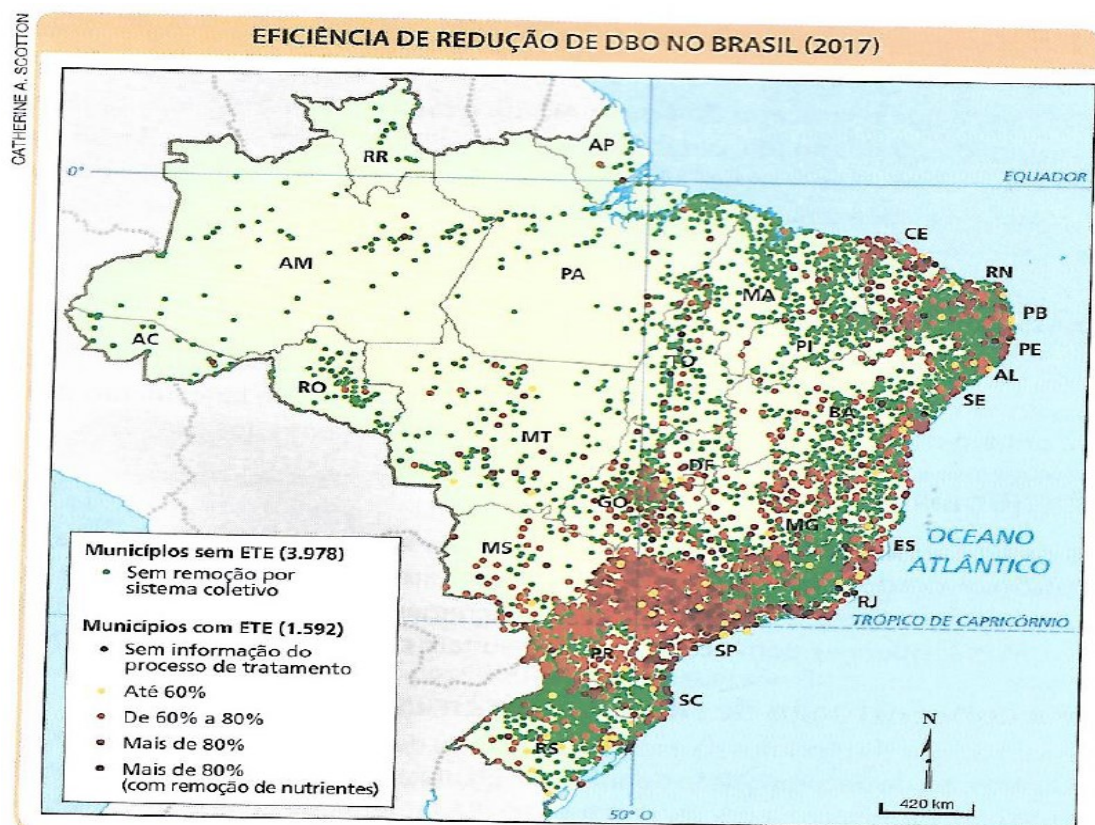 CATHERINE A. SCOTTON
EFICIÊNCIA DE REDUÇÃO DE DBO NO BRASIL (2017)
RR
AP
0°
EQUADOR
AM
PA
MA
CE
RN
PB
PE
AL
SE
PI
TO
AC
RO
MT
BA
DF
GO
MG
ES
MS
RJ
SP
PR
SC
RS
OCEANO
ATLÂNTICO
TRÓPICO DE CAPRICÓRNIO
Municípios sem ETE (3.978)
Sem remoção por
sistema coletivo
Municípios com ETE (1.592)
Sem informação do
processo de tratamento
Até 60%
De 60% a 80%
Mais de 80%
Mais de 80%
(com remoção de nutrientes)
N
420 km
50° O